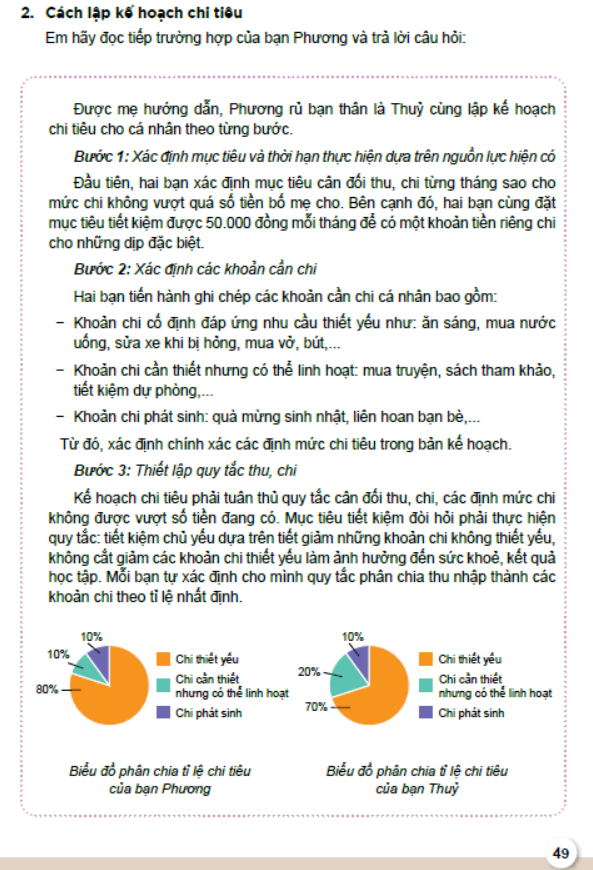 2. Cách lập kế hoạch chi tiêu
Em hãy đọc tiếp trường hợp của bạn Phương và trả lời câu hỏi:
Được mẹ hướng dẫn, Phương rủ bạn thân là Thuỷ cùng lập kế hoạch
chi tiêu cho cá nhân theo từng bước.
Bước 1: Xác định mục tiêu và thời hạn thực hiện dựa trên nguồn lực hiện có
Đầu tiên, hai bạn xác định mục tiêu cân đối thu, chi từng tháng sao cho
mức chi không vượt quá số tiền bố mẹ cho. Bên cạnh đó, hai bạn cùng đặt
mục tiêu tiết kiệm được 50.000 đồng mỗi tháng để có một khoản tiền riêng chi
cho những dịp đặc biệt.
Bước 2: Xác định các khoản cần chi
Hai bạn tiến hành ghi chép các khoản cần chi cá nhân bao gồm:
– Khoản chi cố định đáp ứng nhu cầu thiết yếu như: ăn sáng, mua nước
uống, sửa xe khi bị hỏng, mua vở, bút,...
– Khoản chi cần thiết nhưng có thể linh hoạt: mua truyện, sách tham khảo,
tiết kiệm dự phòng,...
– Khoản chi phát sinh: quà mừng sinh nhật, liên hoan bạn bè,...
Từ đó, xác định chính xác các định mức chi tiêu trong bản kế hoạch.
Bước 3: Thiết lập quy tắc thu, chi
Kế hoạch chi tiêu phải tuân thủ quy tắc cân đối thu, chi, các định mức chi
không được vượt số tiền đang có. Mục tiêu tiết kiệm đòi hỏi phải thực hiện
quy tắc: tiết kiệm chủ yếu dựa trên tiết giảm những khoản chi không thiết yếu,
không cắt giảm các khoản chi thiết yếu làm ảnh hưởng đến sức khoẻ, kết quả
học tập. Mỗi bạn tự xác định cho mình quy tắc phân chia thu nhập thành các
khoản chi theo tỉ lệ nhất định.
10%
10%
80%
Chi thiết yếu
Chi cần thiết
nhưng có thể linh hoạt
Chi phát sinh
Biểu đồ phân chia tỉ lệ chi tiêu
của bạn Phương
10%
20%
70%
Chi thiết yếu
Chi cần thiết
nhưng có thể linh hoạt
Chi phát sinh
Biểu đồ phân chia tỉ lệ chi tiêu
của bạn Thuỷ
49